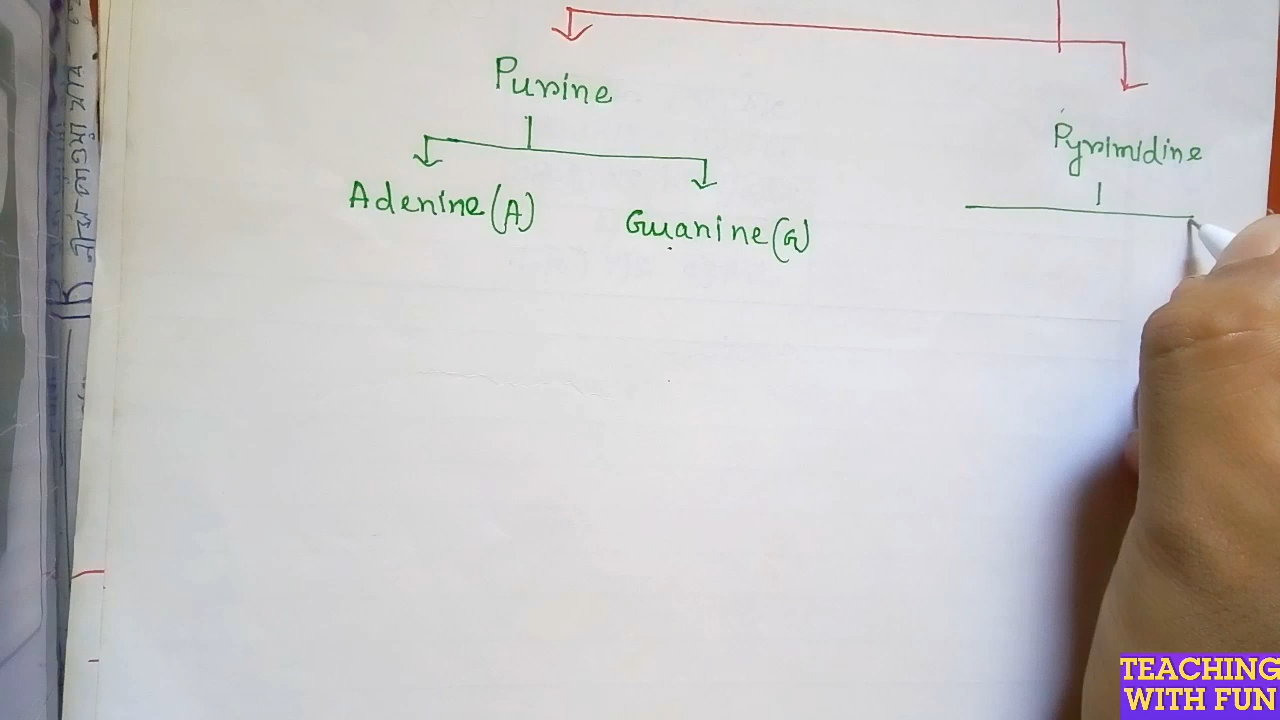 Purine
Pyrimidine
Adenine(A)
Guanine(G)
TEACHING
WITH FUN